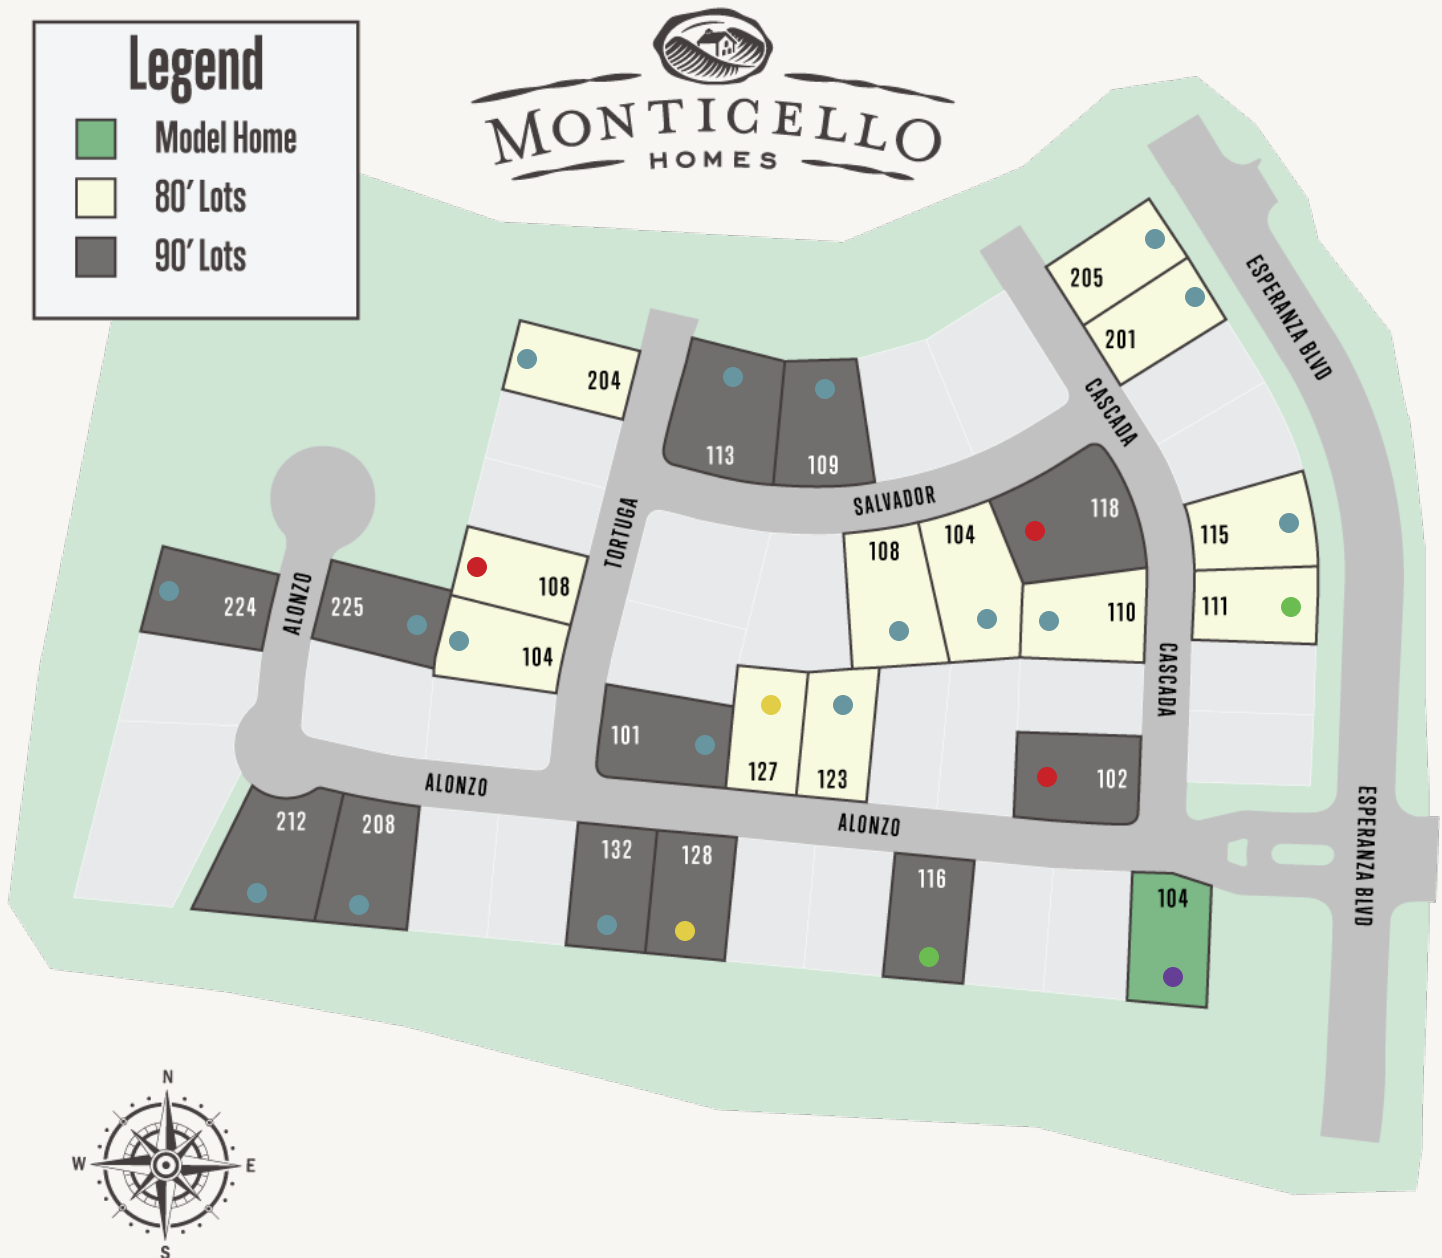 Legend
Model Home
80′ Lots
90′ Lots
MONTICELLO
HOMES
ESPERANZA BLVD
205
201
CASCADA
204
113
109
SALVADOR
118
TORTUGA
108
104
115
108
104
110
111
224
ALONZO
225
CASCADA
101
127
123
102
ALONZO
ALONZO
ESPERANZA BLVD
212
208
132
128
116
104
N
W
E
S